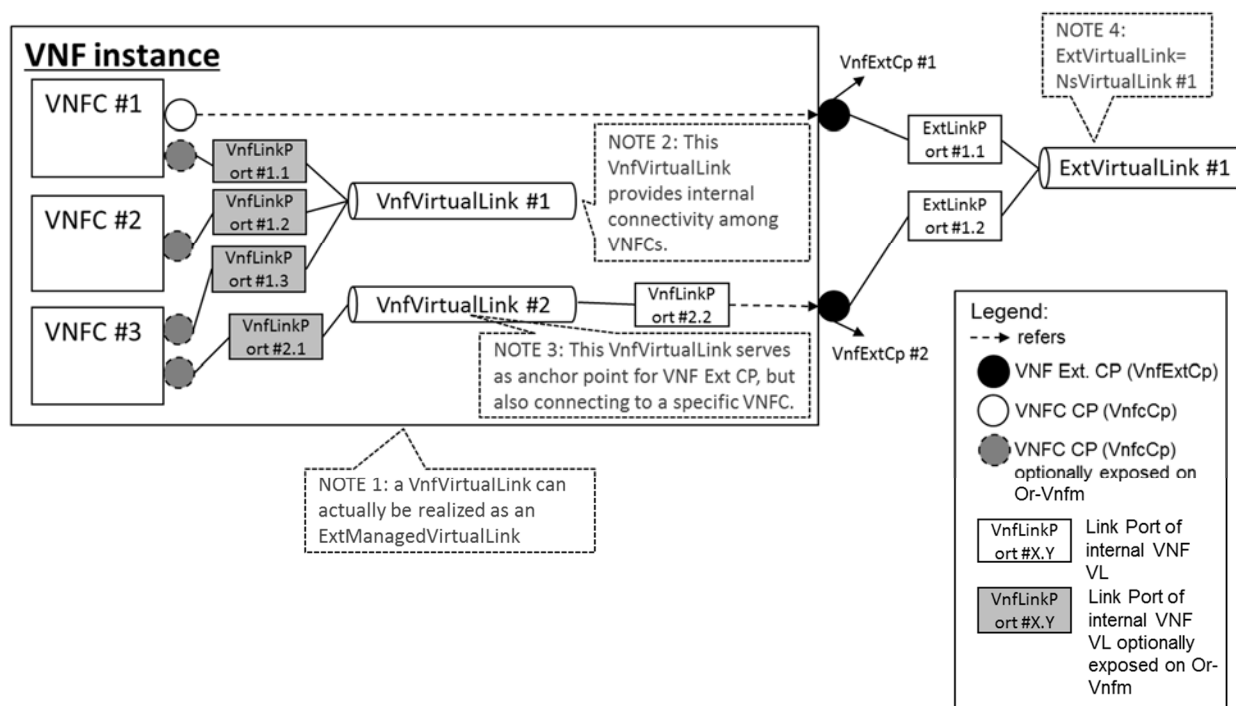 VNF instance
VNFC #1
VNFC #2
VNFC #3
VnfLinkP
ort #1.1
VnfLinkP
ort #1.2
VnfLinkP
ort #1.3
VnfLinkP
ort #2.1
VnfVirtualLink #1
VnfVirtualLink #2
NOTE 2: This
VnfVirtualLink
provides internal
connectivity among
VNFCs.
VnfLinkP
ort #2.2
NOTE 3: This VnfVirtualLink serves
as anchor point for VNF Ext CP, but
also connecting to a specific VNFC.
NOTE 1: a VnfVirtualLink can
actually be realized as an
ExtManagedVirtualLink
VnfExtCp #1
VnfExtCp #2
ExtLinkP
ort #1.1
ExtLinkP
ort #1.2
NOTE 4:
ExtVirtualLink=
NsVirtualLink #1
ExtVirtualLink #1
Legend:
refers
VNF Ext. CP (VnfExtCp)
VNFC CP (VnfcCp)
VNFC CP (VnfcCp)
optionally exposed on
Or-Vnfm
VnfLinkP
ort #X.Y
Link Port of
internal VNF
VL
VnfLinkP
ort #X.Y
Link Port of
internal VNF
VL optionally
exposed on Or-
Vnfm